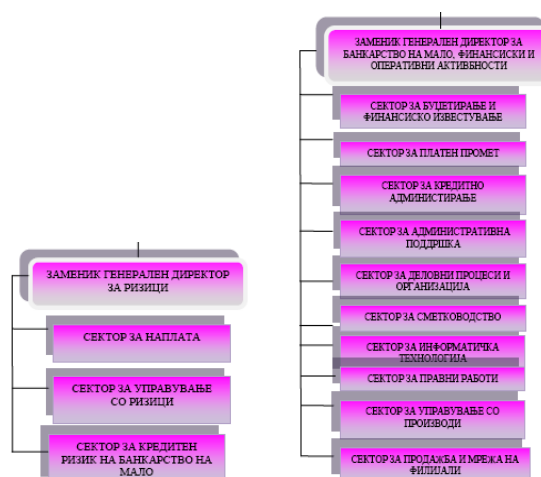 ЗАМЕНИК ГЕНЕРАЛЕН ДИРЕКТОР
ЗА РИЗИЦИ
СЕКТОР ЗА НАПЛАТА
СЕКТОР ЗА УПРАВУВАЊЕ
СО РИЗИЦИ
СЕКТОР ЗА КРЕДИТЕН
РИЗИК НА БАНКАРСТВО НА
МАЛО
ЗАМЕНИК ГЕНЕРАЛЕН ДИРЕКТОР ЗА
БАНКАРСТВО НА МАЛО, ФИНАНСИСКИ И
ОПЕРАТИВНИ АКТИВБНОСТИ
СЕКТОР ЗА БУЏЕТИРАЊЕ И
ФИНАНСИСКО ИЗВЕСТУВАЊЕ
СЕКТОР ЗА ПЛАТЕН ПРОМЕТ
СЕКТОР ЗА КРЕДИТНО
АДМИНИСТИРАЊЕ
СЕКТОР ЗА АДМИНИСТРАТИВНА
ПОДДРШКА
СЕКТОР ЗА ДЕЛОВНИ ПРОЦЕСИ И
ОРГАНИЗАЦИЈА
СЕКТОР ЗА СМЕТКОВОДСТВО
СЕКТОР ЗА ИНФОРМАТИЧКА
ТЕХНОЛОГИЈА
СЕКТОР ЗА ПРАВНИ РАБОТИ
СЕКТОР ЗА УПРАВУВАЊЕ СО
ПРОИЗВОДИ
СЕКТОР ЗА ПРОДАЖБА И МРЕЖА НА
ФИЛИЈАЛИ